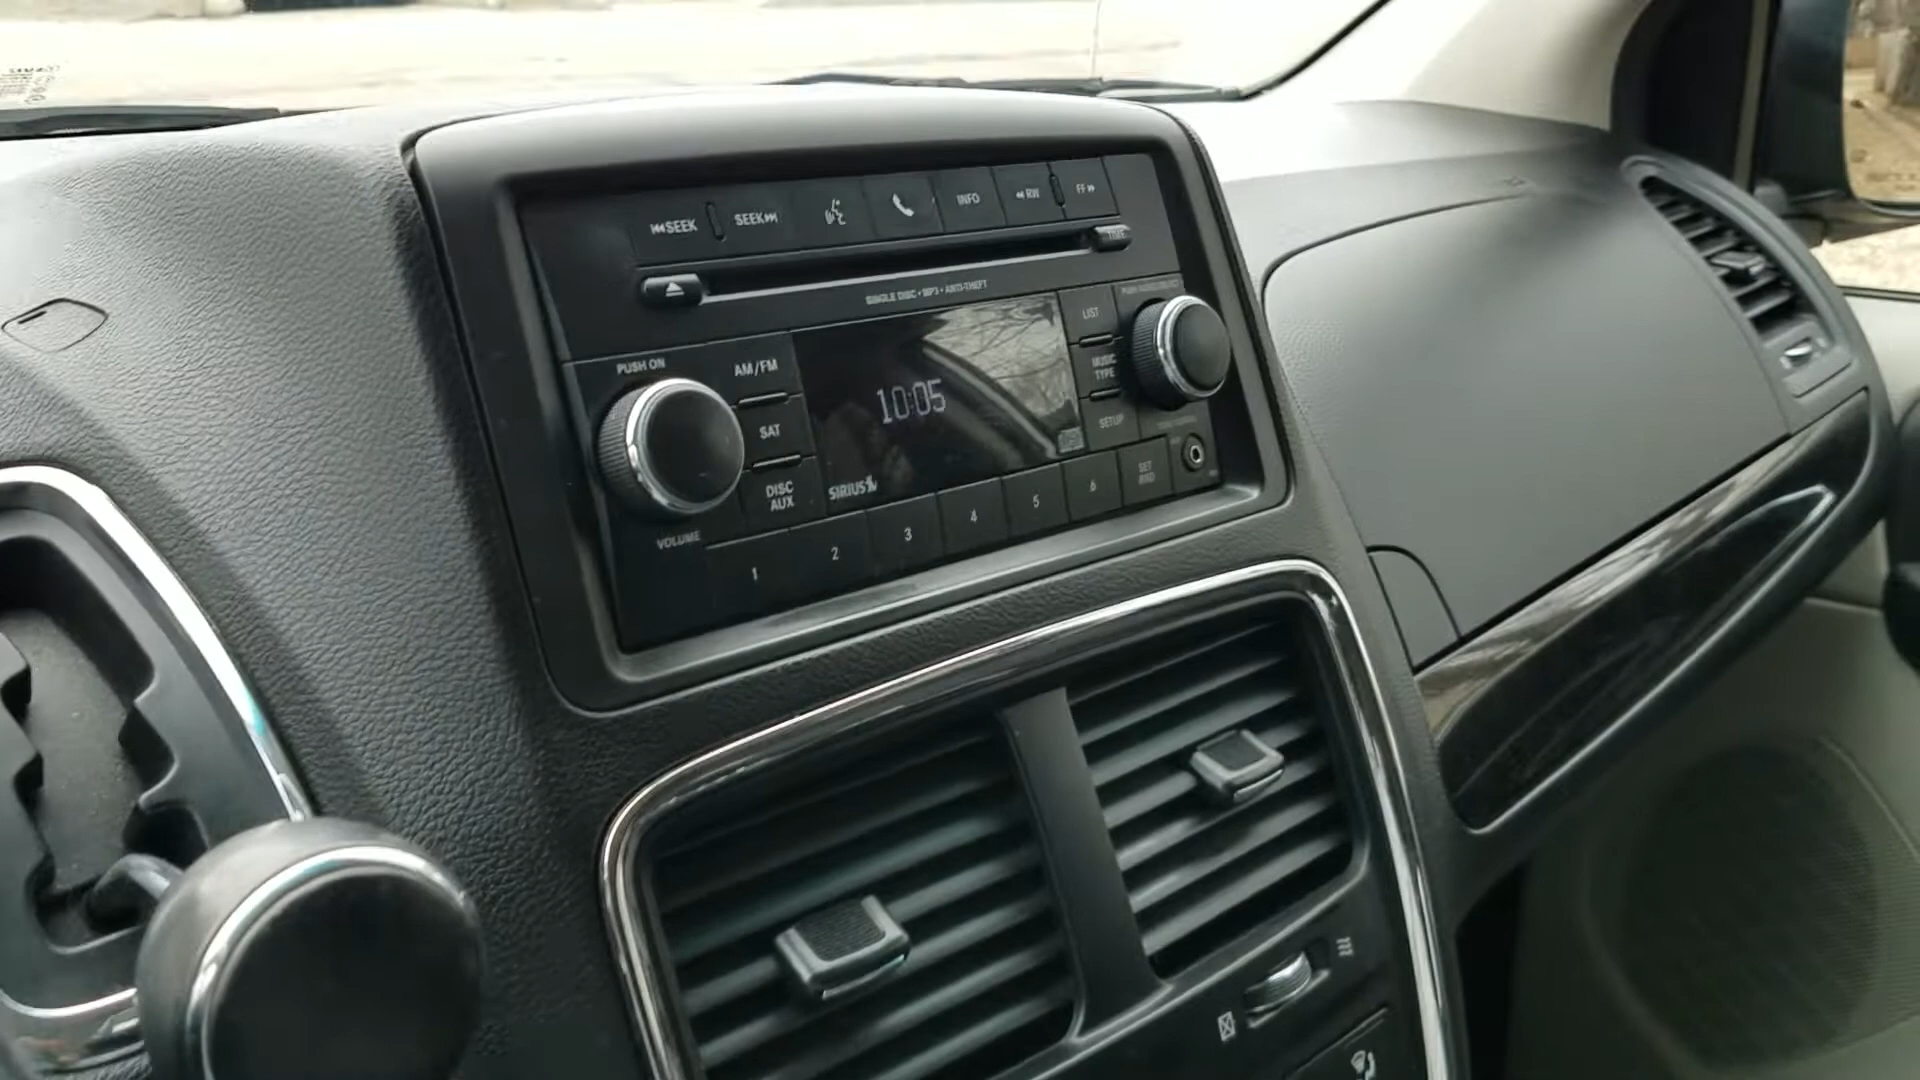 SEEK
SEEK
INFO
RW
FF
TIME
SINGLE DISC • MP3 • ANTI-THEFT
PUSH ON
AM/FM
SAT
DISC
AUX
VOLUME
10:05
SIRIUS
LIST
MUSIC
TYPE
SETUP
SET
RND
1
2
3
4
5
6